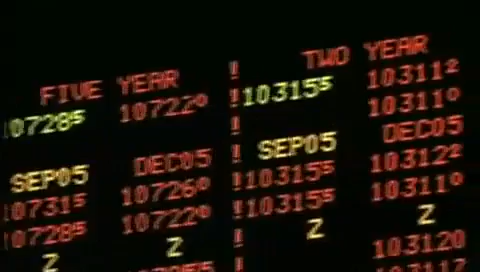 FIVE YEAR ! TWO YEAR
10728⁵ 10722⁰ ! 10315⁵ 10311²
! 10311⁰
SEP05 DEC05 ! SEP05 DEC05
10731⁵ 10726⁰ ! 10315⁵ 10312²
10728⁵ 10722⁰ ! 10315⁵ 10311⁰
Z Z ! Z Z
103120